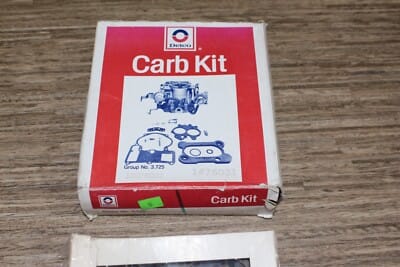 Delco
®
Carb Kit
Group No. 3.725
Carb Kit